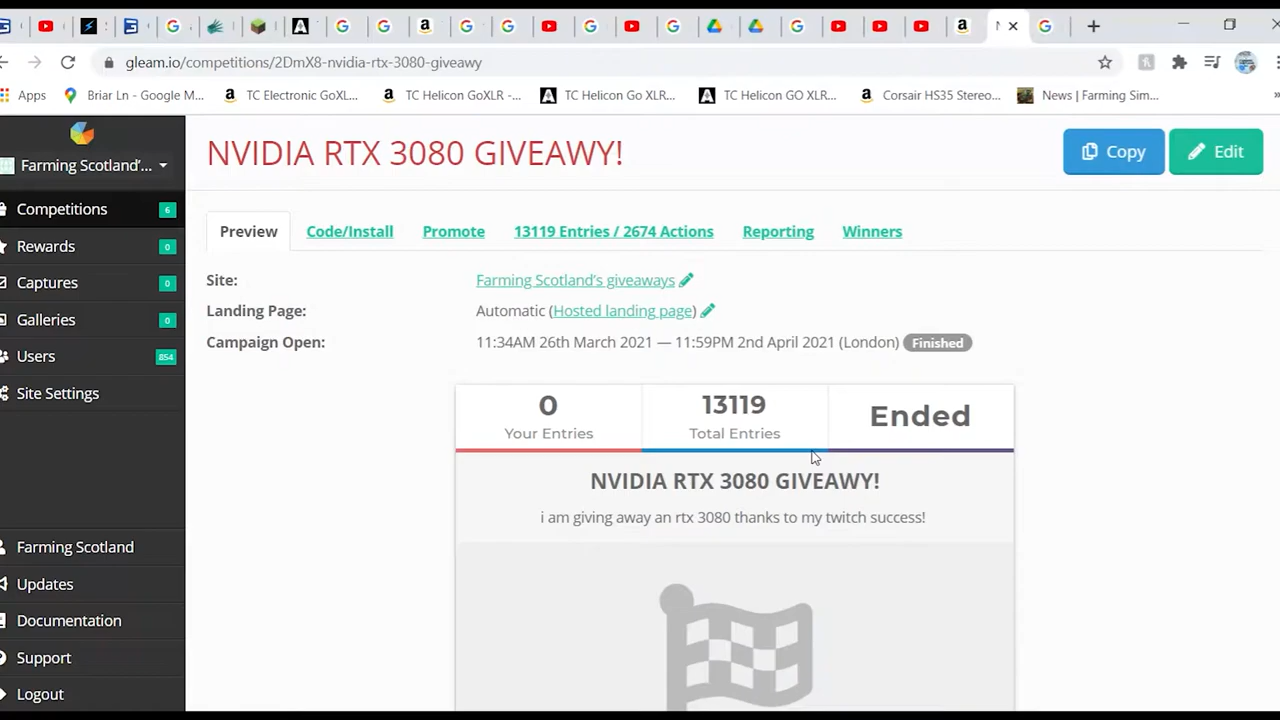 gleam.io/competitions/2DmX8-nvidia-rtx-3080-giveawy
Apps Briar Ln - Google M... TC Electronic GoXL... TC Helicon GoXLR -... TC Helicon Go XLR... TC Helicon GO XLR... Corsair HS35 Stereo... News | Farming Sim... »
Farming Scotland'...
Competitions 6
Rewards 0
Captures 0
Galleries 0
Users 854
Site Settings
Farming Scotland
Updates
Documentation
Support
Logout
NVIDIA RTX 3080 GIVEAWY!
Copy Edit
Preview Code/Install Promote 13119 Entries / 2674 Actions Reporting Winners
Site: Farming Scotland's giveaways
Landing Page: Automatic (Hosted landing page)
Campaign Open: 11:34AM 26th March 2021 — 11:59PM 2nd April 2021 (London) Finished
0 13119 Ended
Your Entries Total Entries
NVIDIA RTX 3080 GIVEAWY!
i am giving away an rtx 3080 thanks to my twitch success!